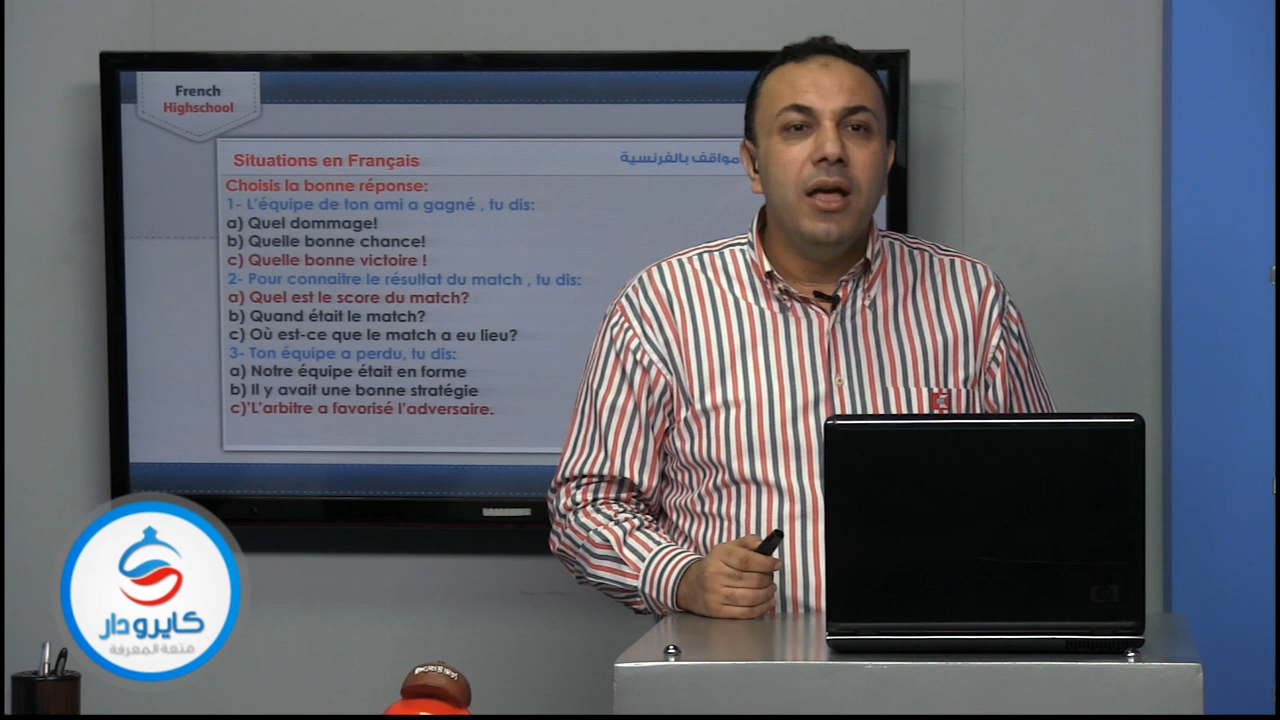 French
Highschool
Situations en Français
مواقف بالفرنسية
Choisis la bonne réponse:
1- L'équipe de ton ami a gagné , tu dis:
a) Quel dommage!
b) Quelle bonne chance!
c) Quelle bonne victoire !
2- Pour connaitre le résultat du match , tu dis:
a) Quel est le score du match?
b) Quand était le match?
c) Où est-ce que le match a eu lieu?
3- Ton équipe a perdu, tu dis:
a) Notre équipe était en forme
b) Il y avait une bonne stratégie
c)'L'arbitre a favorisé l'adversaire.
كايرودار
متعة المعرفة
hp